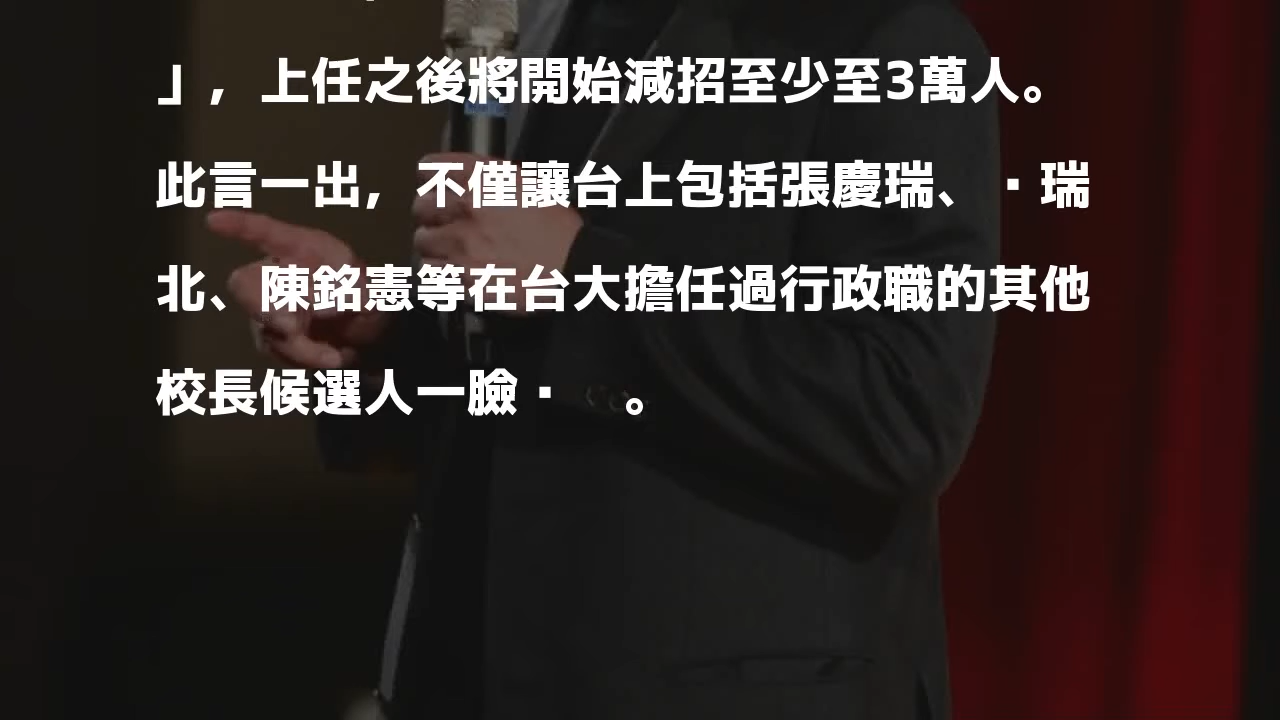 」，上任之後將開始減招至少至3萬人。
此言一出，不僅讓台上包括張慶瑞、▪瑞
北、陳銘憲等在台大擔任過行政職的其他
校長候選人一臉▪　。